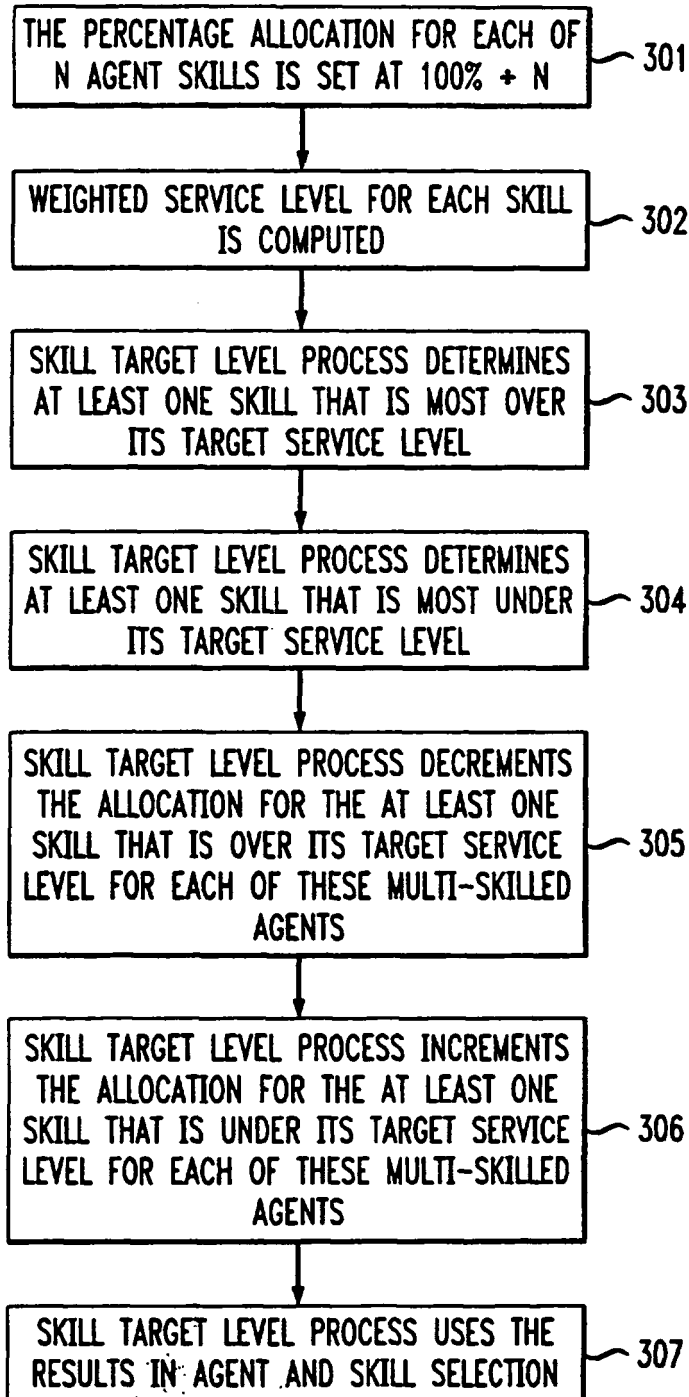 THE PERCENTAGE ALLOCATION FOR EACH OF
N AGENT SKILLS IS SET AT 100% + N
301
WEIGHTED SERVICE LEVEL FOR EACH SKILL
IS COMPUTED
302
SKILL TARGET LEVEL PROCESS DETERMINES
AT LEAST ONE SKILL THAT IS MOST OVER
ITS TARGET SERVICE LEVEL
303
SKILL TARGET LEVEL PROCESS DETERMINES
AT LEAST ONE SKILL THAT IS MOST UNDER
ITS TARGET SERVICE LEVEL
304
SKILL TARGET LEVEL PROCESS DECREMENTS
THE ALLOCATION FOR THE AT LEAST ONE
SKILL THAT IS OVER ITS TARGET SERVICE
LEVEL FOR EACH OF THESE MULTI-SKILLED
AGENTS
305
SKILL TARGET LEVEL PROCESS INCREMENTS
THE ALLOCATION FOR THE AT LEAST ONE
SKILL THAT IS UNDER ITS TARGET SERVICE
LEVEL FOR EACH OF THESE MULTI-SKILLED
AGENTS
306
SKILL TARGET LEVEL PROCESS USES THE
RESULTS IN AGENT AND SKILL SELECTION
307